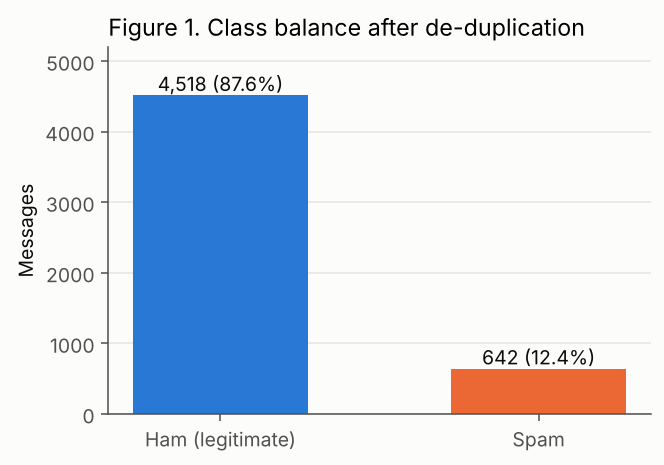 Figure 1. Class balance after de-duplication
Messages
5000
4000
3000
2000
1000
0
4,518 (87.6%)
642 (12.4%)
Ham (legitimate)
Spam